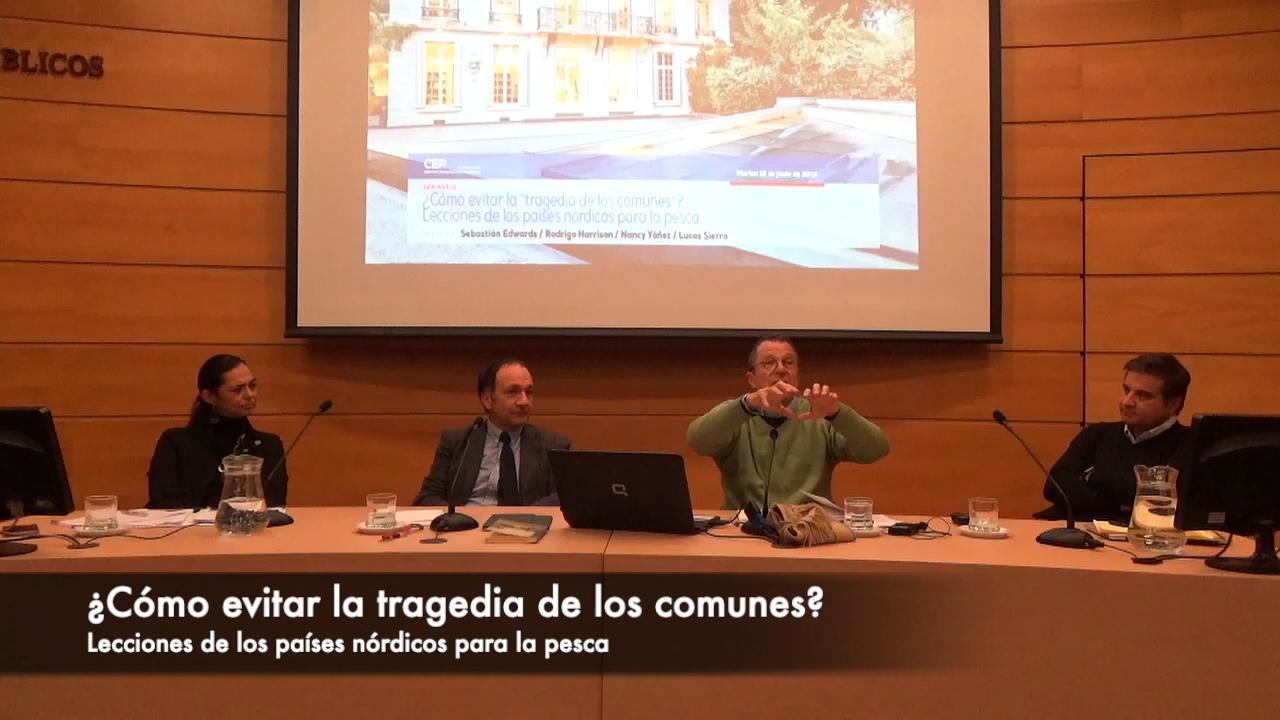 BLICOS
CEP
Martes 12 de junio de 2018
SEMINARIO
¿Cómo evitar la "tragedia de los comunes"?
Lecciones de los países nórdicos para la pesca
Sebastián Edwards / Rodrigo Harrison / Nancy Yáñez / Lucas Sierra
¿Cómo evitar la tragedia de los comunes?
Lecciones de los países nórdicos para la pesca